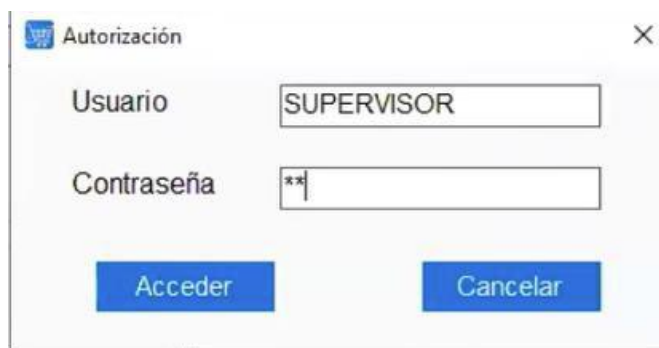 Autorización
Usuario SUPERVISOR
Contraseña **
Acceder Cancelar